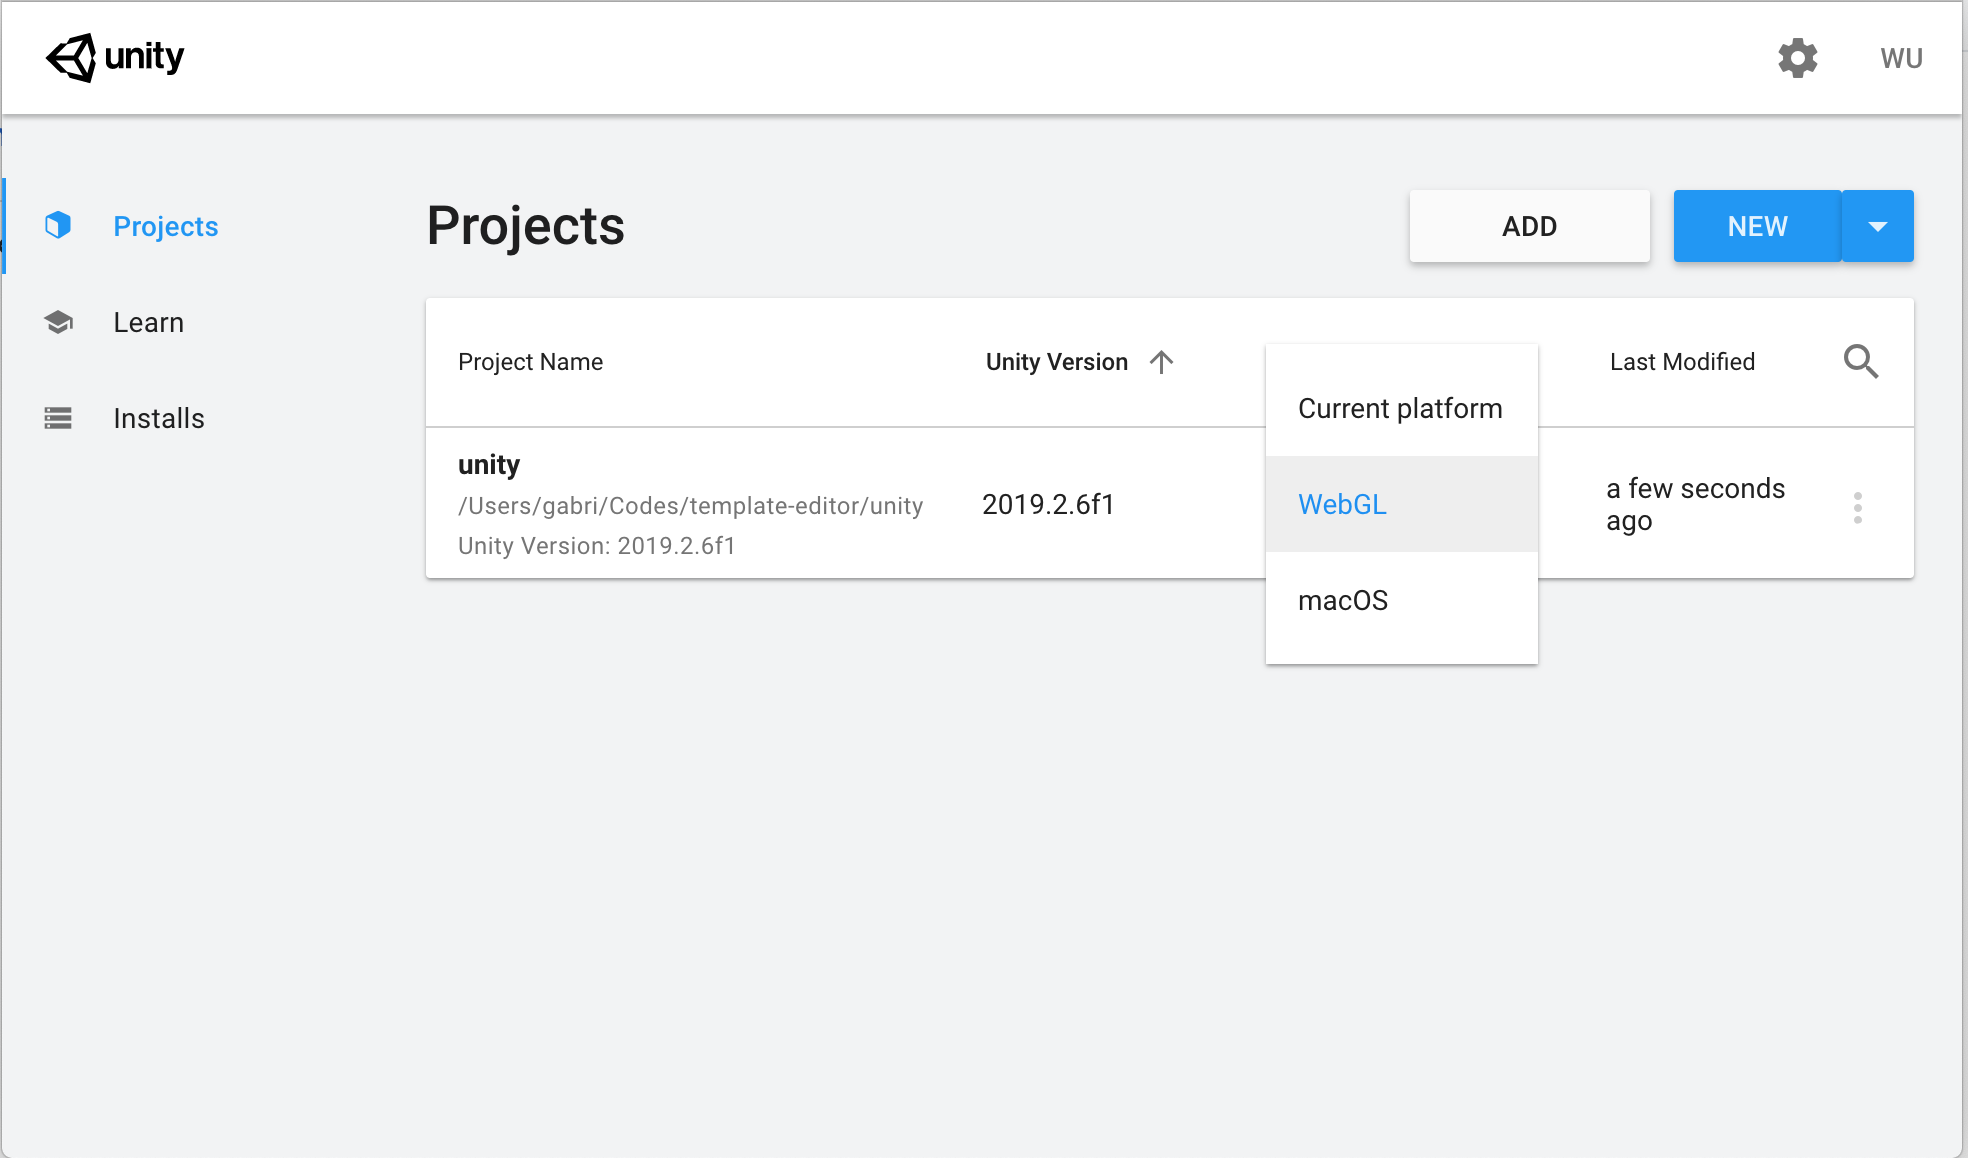 unity
WU
Projects
Learn
Installs
Projects
ADD
NEW
Project Name
Unity Version
Last Modified
unity
/Users/gabri/Codes/template-editor/unity
Unity Version: 2019.2.6f1
2019.2.6f1
Current platform
WebGL
macOS
a few seconds
ago